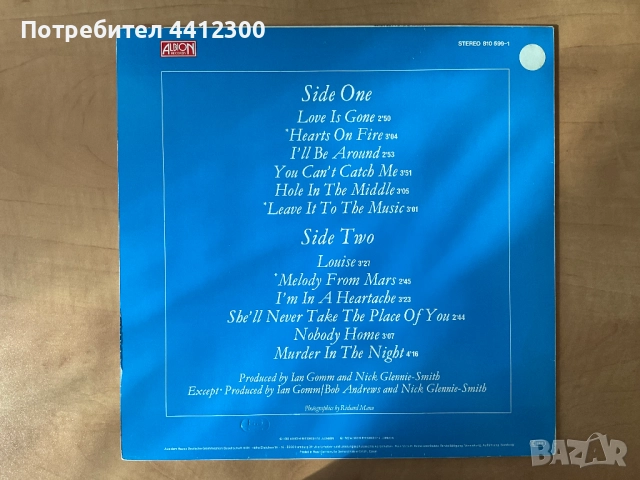 Потребител 4412300
ALBION
RECORDS
STEREO 810 599-1
Side One
Love Is Gone 2'50
*Hearts On Fire 3'04
I'll Be Around 2'53
You Can't Catch Me 3'51
Hole In The Middle 3'05
*Leave It To The Music 3'01
Side Two
Louise 3'27
*Melody From Mars 2'45
I'm In A Heartache 3'23
She'll Never Take The Place Of You 2'44
Nobody Home 3'07
Murder In The Night 4'16
Produced by Ian Gomm and Nick Glennie-Smith
Except* Produced by Ian Gomm/Bob Andrews and Nick Glennie-Smith
Photographics by Richard Mann
BAZAR